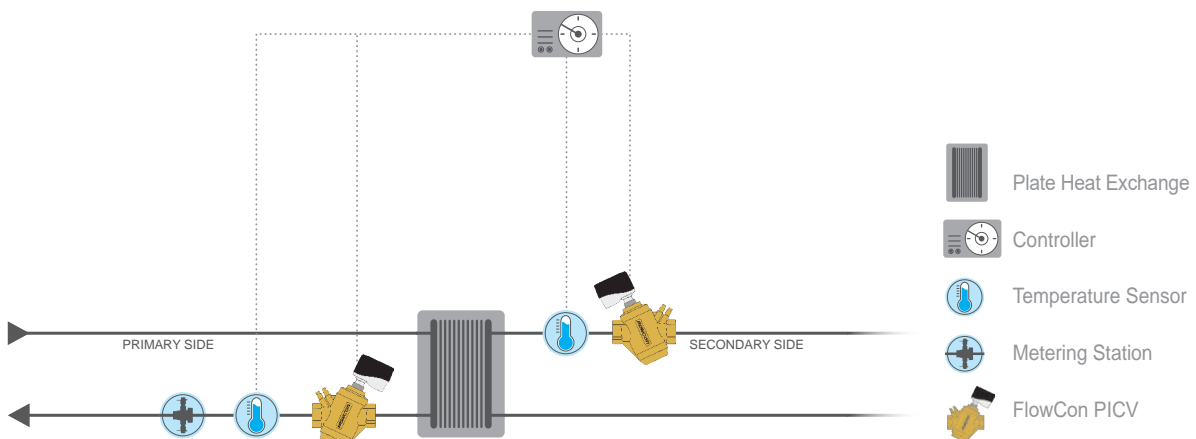 PRIMARY SIDE
SECONDARY SIDE
Plate Heat Exchange
Controller
Temperature Sensor
Metering Station
FlowCon PICV